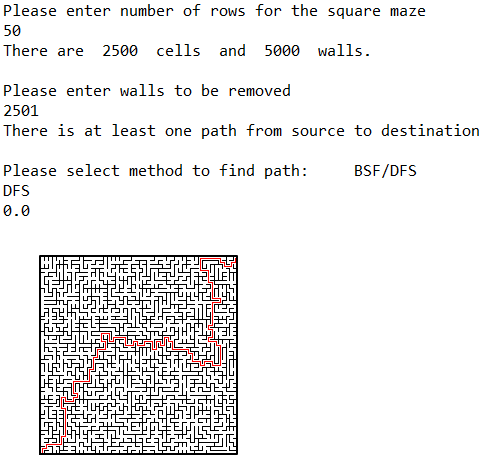 Please enter number of rows for the square maze
50
There are  2500  cells  and  5000  walls.
Please enter walls to be removed
2501
There is at least one path from source to destination
Please select method to find path:     BSF/DFS
DFS
0.0